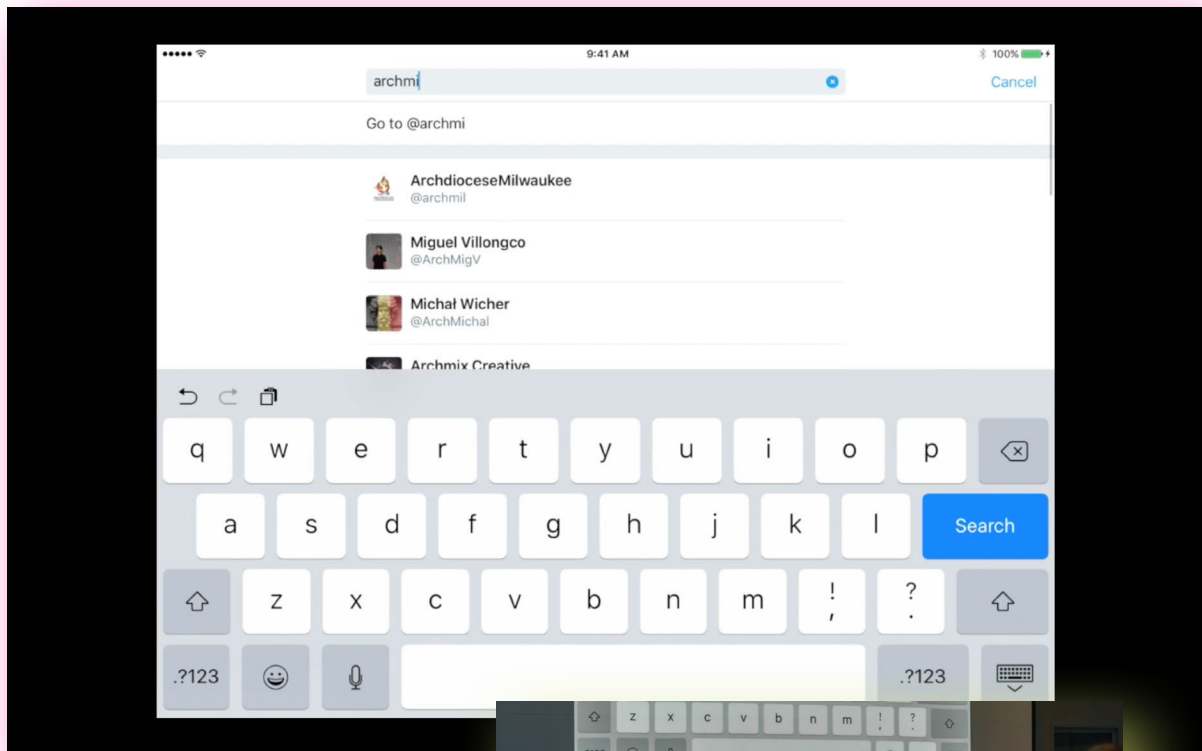 9:41 AM
100%
archmi
Cancel
Go to @archmi
ArchdioceseMilwaukee
@archmil
Miguel Villongco
@ArchMigV
Michał Wicher
@ArchMichal
Archmix Creative
q w e r t y u i o p
a s d f g h j k l Search
z x c v b n m ! , ? .
.?123 .?123
z x c v b n m ! , ? .